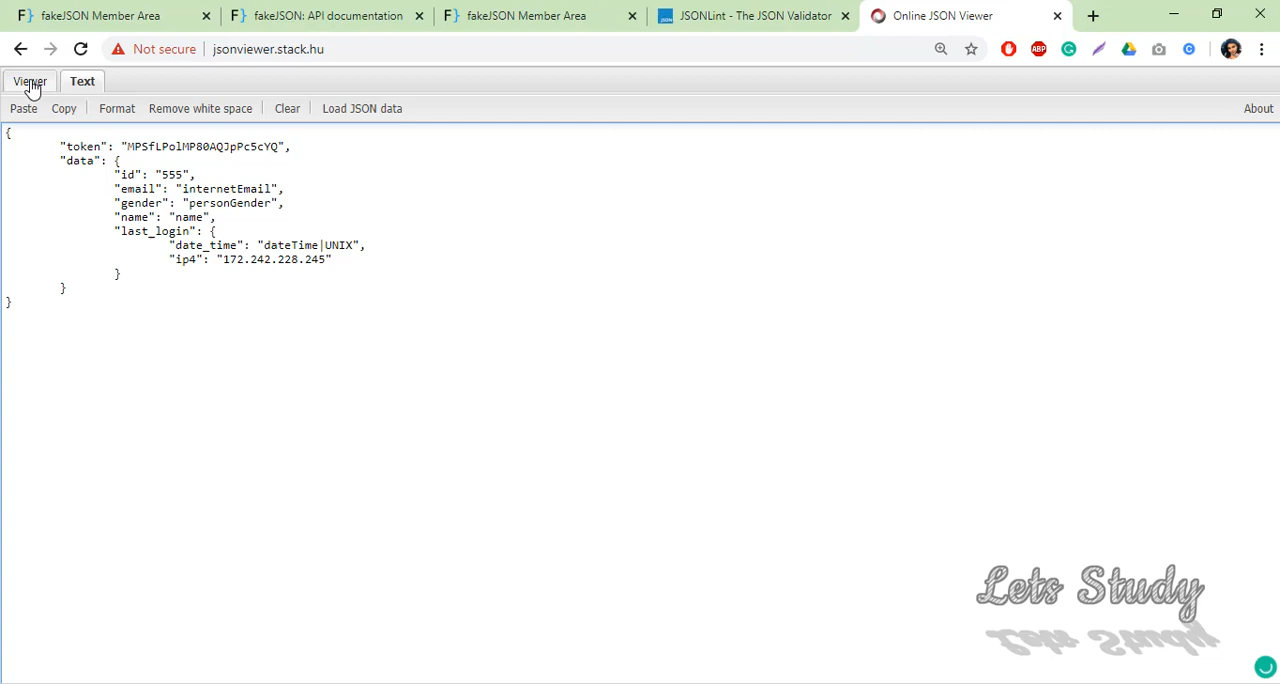 F} fakeJSON Member Area
F} fakeJSON: API documentation
F} fakeJSON Member Area
JSON JSONLint - The JSON Validator
Online JSON Viewer
Not secure
jsonviewer.stack.hu
ABP
Viewer
Text
Paste
Copy
Format
Remove white space
Clear
Load JSON data
About
{
"token": "MPSfLPolMP80AQJpPc5cYQ",
"data": {
"id": "555",
"email": "internetEmail",
"gender": "personGender",
"name": "name",
"last_login": {
"date_time": "dateTime|UNIX",
"ip4": "172.242.228.245"
}
}
}
Lets Study